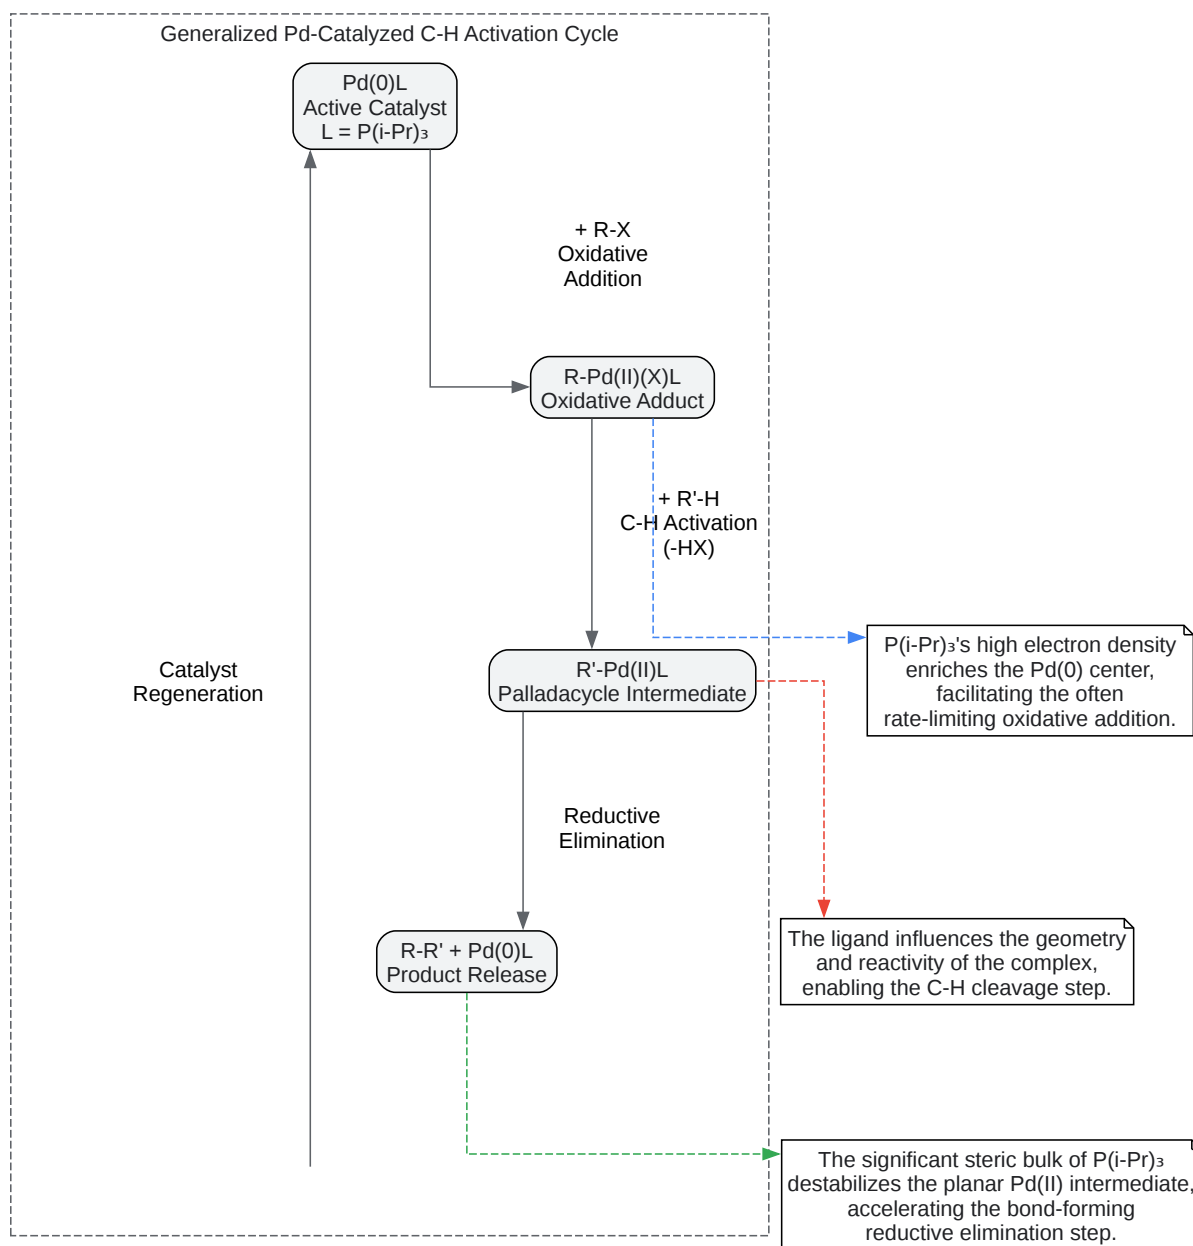 Generalized Pd-Catalyzed C-H Activation Cycle
Pd(0)L
Active Catalyst
L = P(i-Pr)₃
+ R-X
Oxidative
Addition
R-Pd(II)(X)L
Oxidative Adduct
+ R'-H
C-H Activation
(-HX)
P(i-Pr)₃'s high electron density
enriches the Pd(0) center,
facilitating the often
rate-limiting oxidative addition.
Catalyst
Regeneration
R'-Pd(II)L
Palladacycle Intermediate
Reductive
Elimination
R-R' + Pd(0)L
Product Release
The ligand influences the geometry
and reactivity of the complex,
enabling the C-H cleavage step.
The significant steric bulk of P(i-Pr)₃
destabilizes the planar Pd(II) intermediate,
accelerating the bond-forming
reductive elimination step.